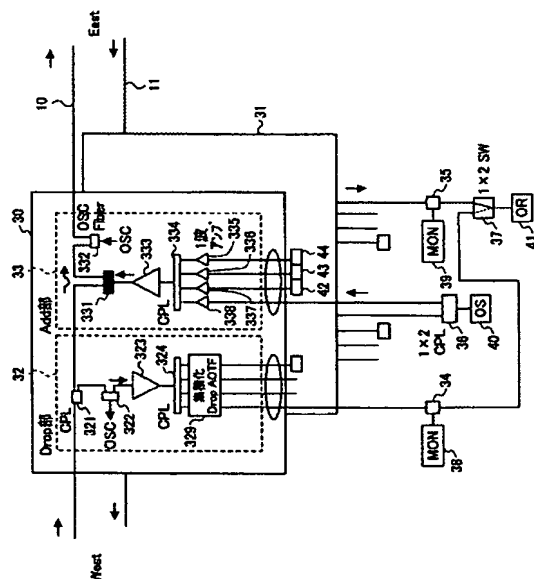 West
East
10
11
30
31
32
Drop部
33
Add部
CPL
321
OSC
322
323
CPL
324
集積化
Drop AOTF
329
331
OSC
Fiber
OSC
332
333
CPL
334
1波
アンプ
335
336
337
338
42
43
44
34
MON
38
35
MON
39
1×2
CPL
36
OS
40
1×2 SW
37
OR
41